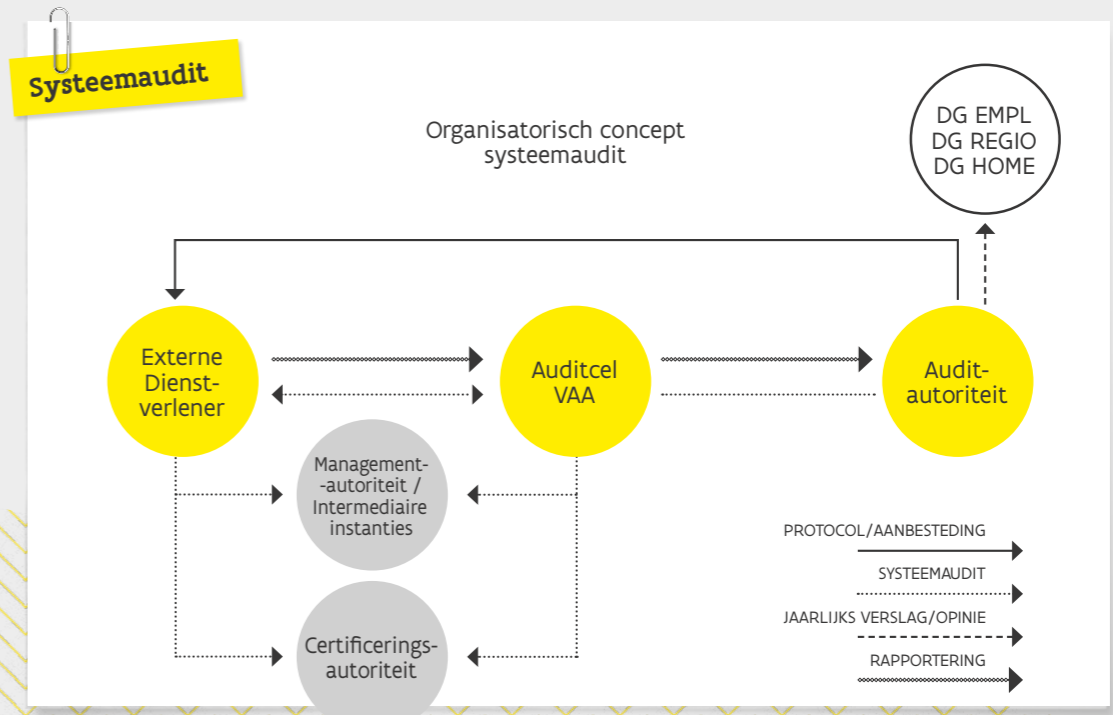 Systeemaudit
Organisatorisch concept
systeemaudit
DG EMPL
DG REGIO
DG HOME
Externe
Dienst-
verlener
Auditcel
VAA
Audit-
autoriteit
Management-
-autoriteit /
Intermediaire
instanties
Certificerings-
autoriteit
PROTOCOL/AANBESTEDING
SYSTEEMAUDIT
JAARLIJKS VERSLAG/OPINIE
RAPPORTERING